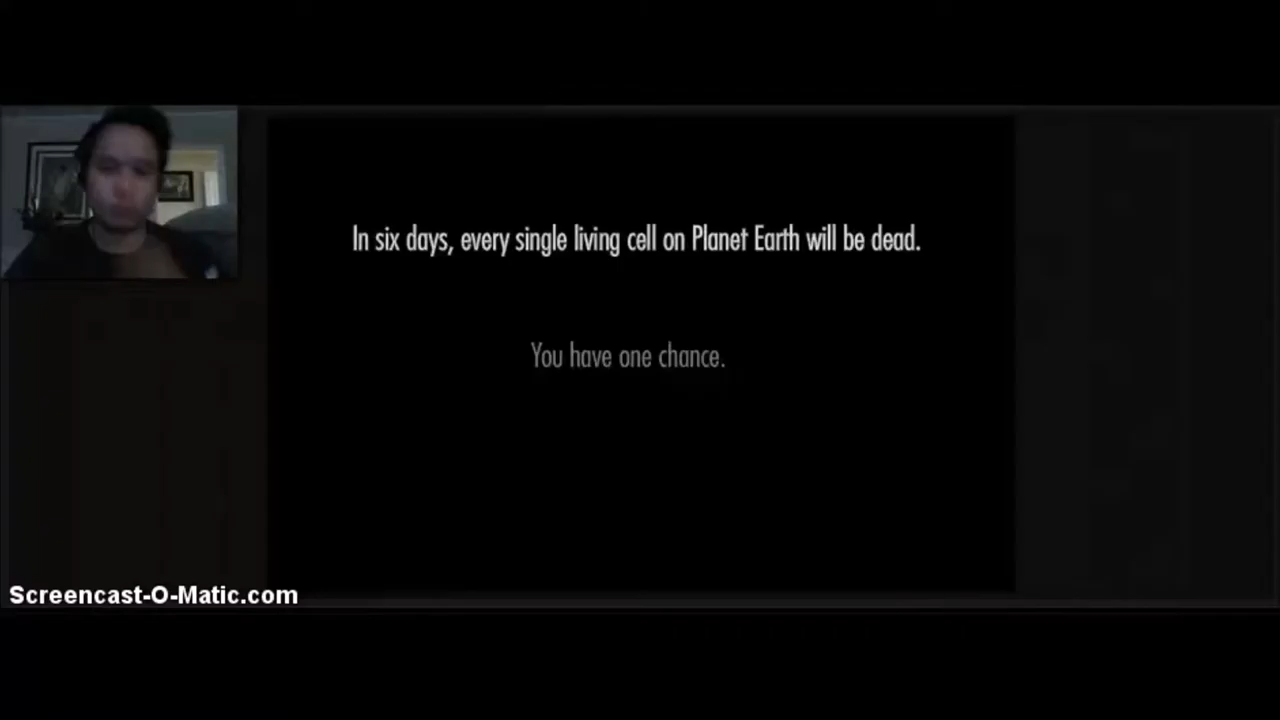 In six days, every single living cell on Planet Earth will be dead.
You have one chance.
Screencast-O-Matic.com